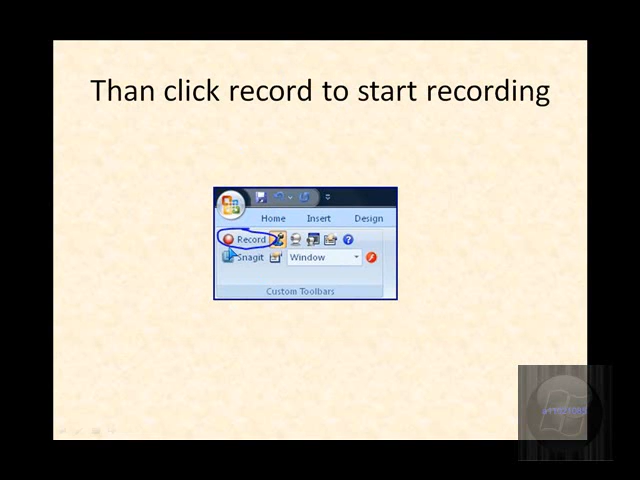 Than click record to start recording
Home Insert Design
Record
Snagit Window
Custom Toolbars